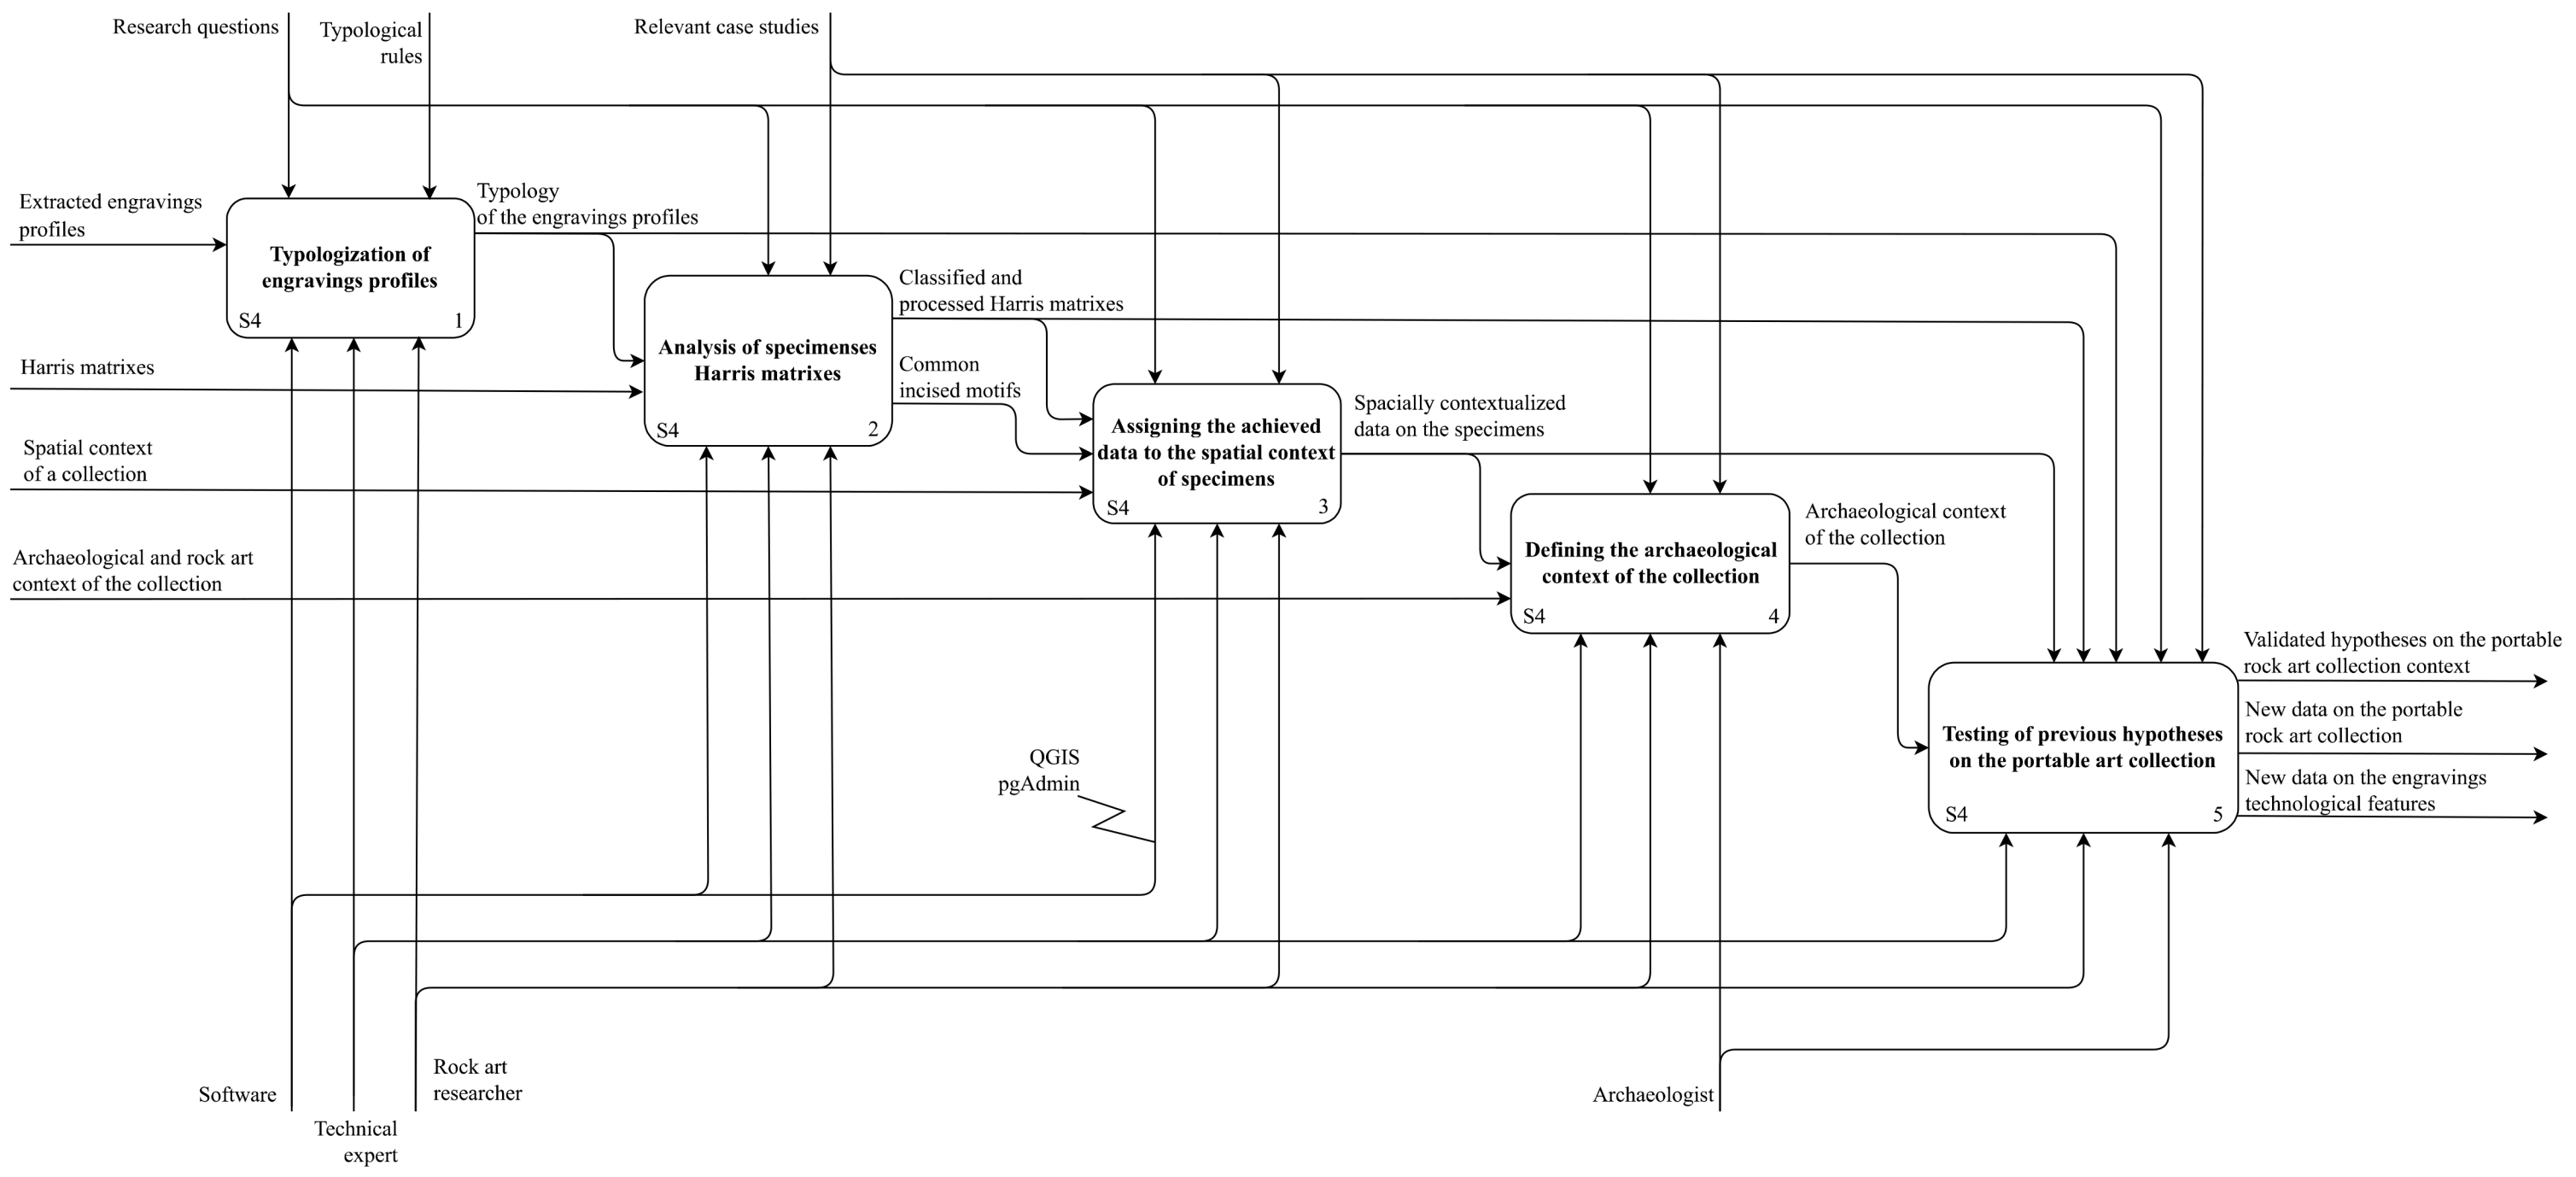 Research questions
Typological
rules
Relevant case studies
Extracted engravings
profiles
Typologization of
engravings profiles
S4 1
Typology
of the engravings profiles
Harris matrixes
Analysis of specimenses
Harris matrixes
S4 2
Classified and
processed Harris matrixes
Common
incised motifs
Spatial context
of a collection
Assigning the achieved
data to the spatial context
of specimens
S4 3
Spacially contextualized
data on the specimens
Archaeological and rock art
context of the collection
Defining the archaeological
context of the collection
S4 4
Archaeological context
of the collection
Testing of previous hypotheses
on the portable art collection
S4 5
Validated hypotheses on the portable
rock art collection context
New data on the portable
rock art collection
New data on the engravings
technological features
QGIS
pgAdmin
Software
Technical
expert
Rock art
researcher
Archaeologist